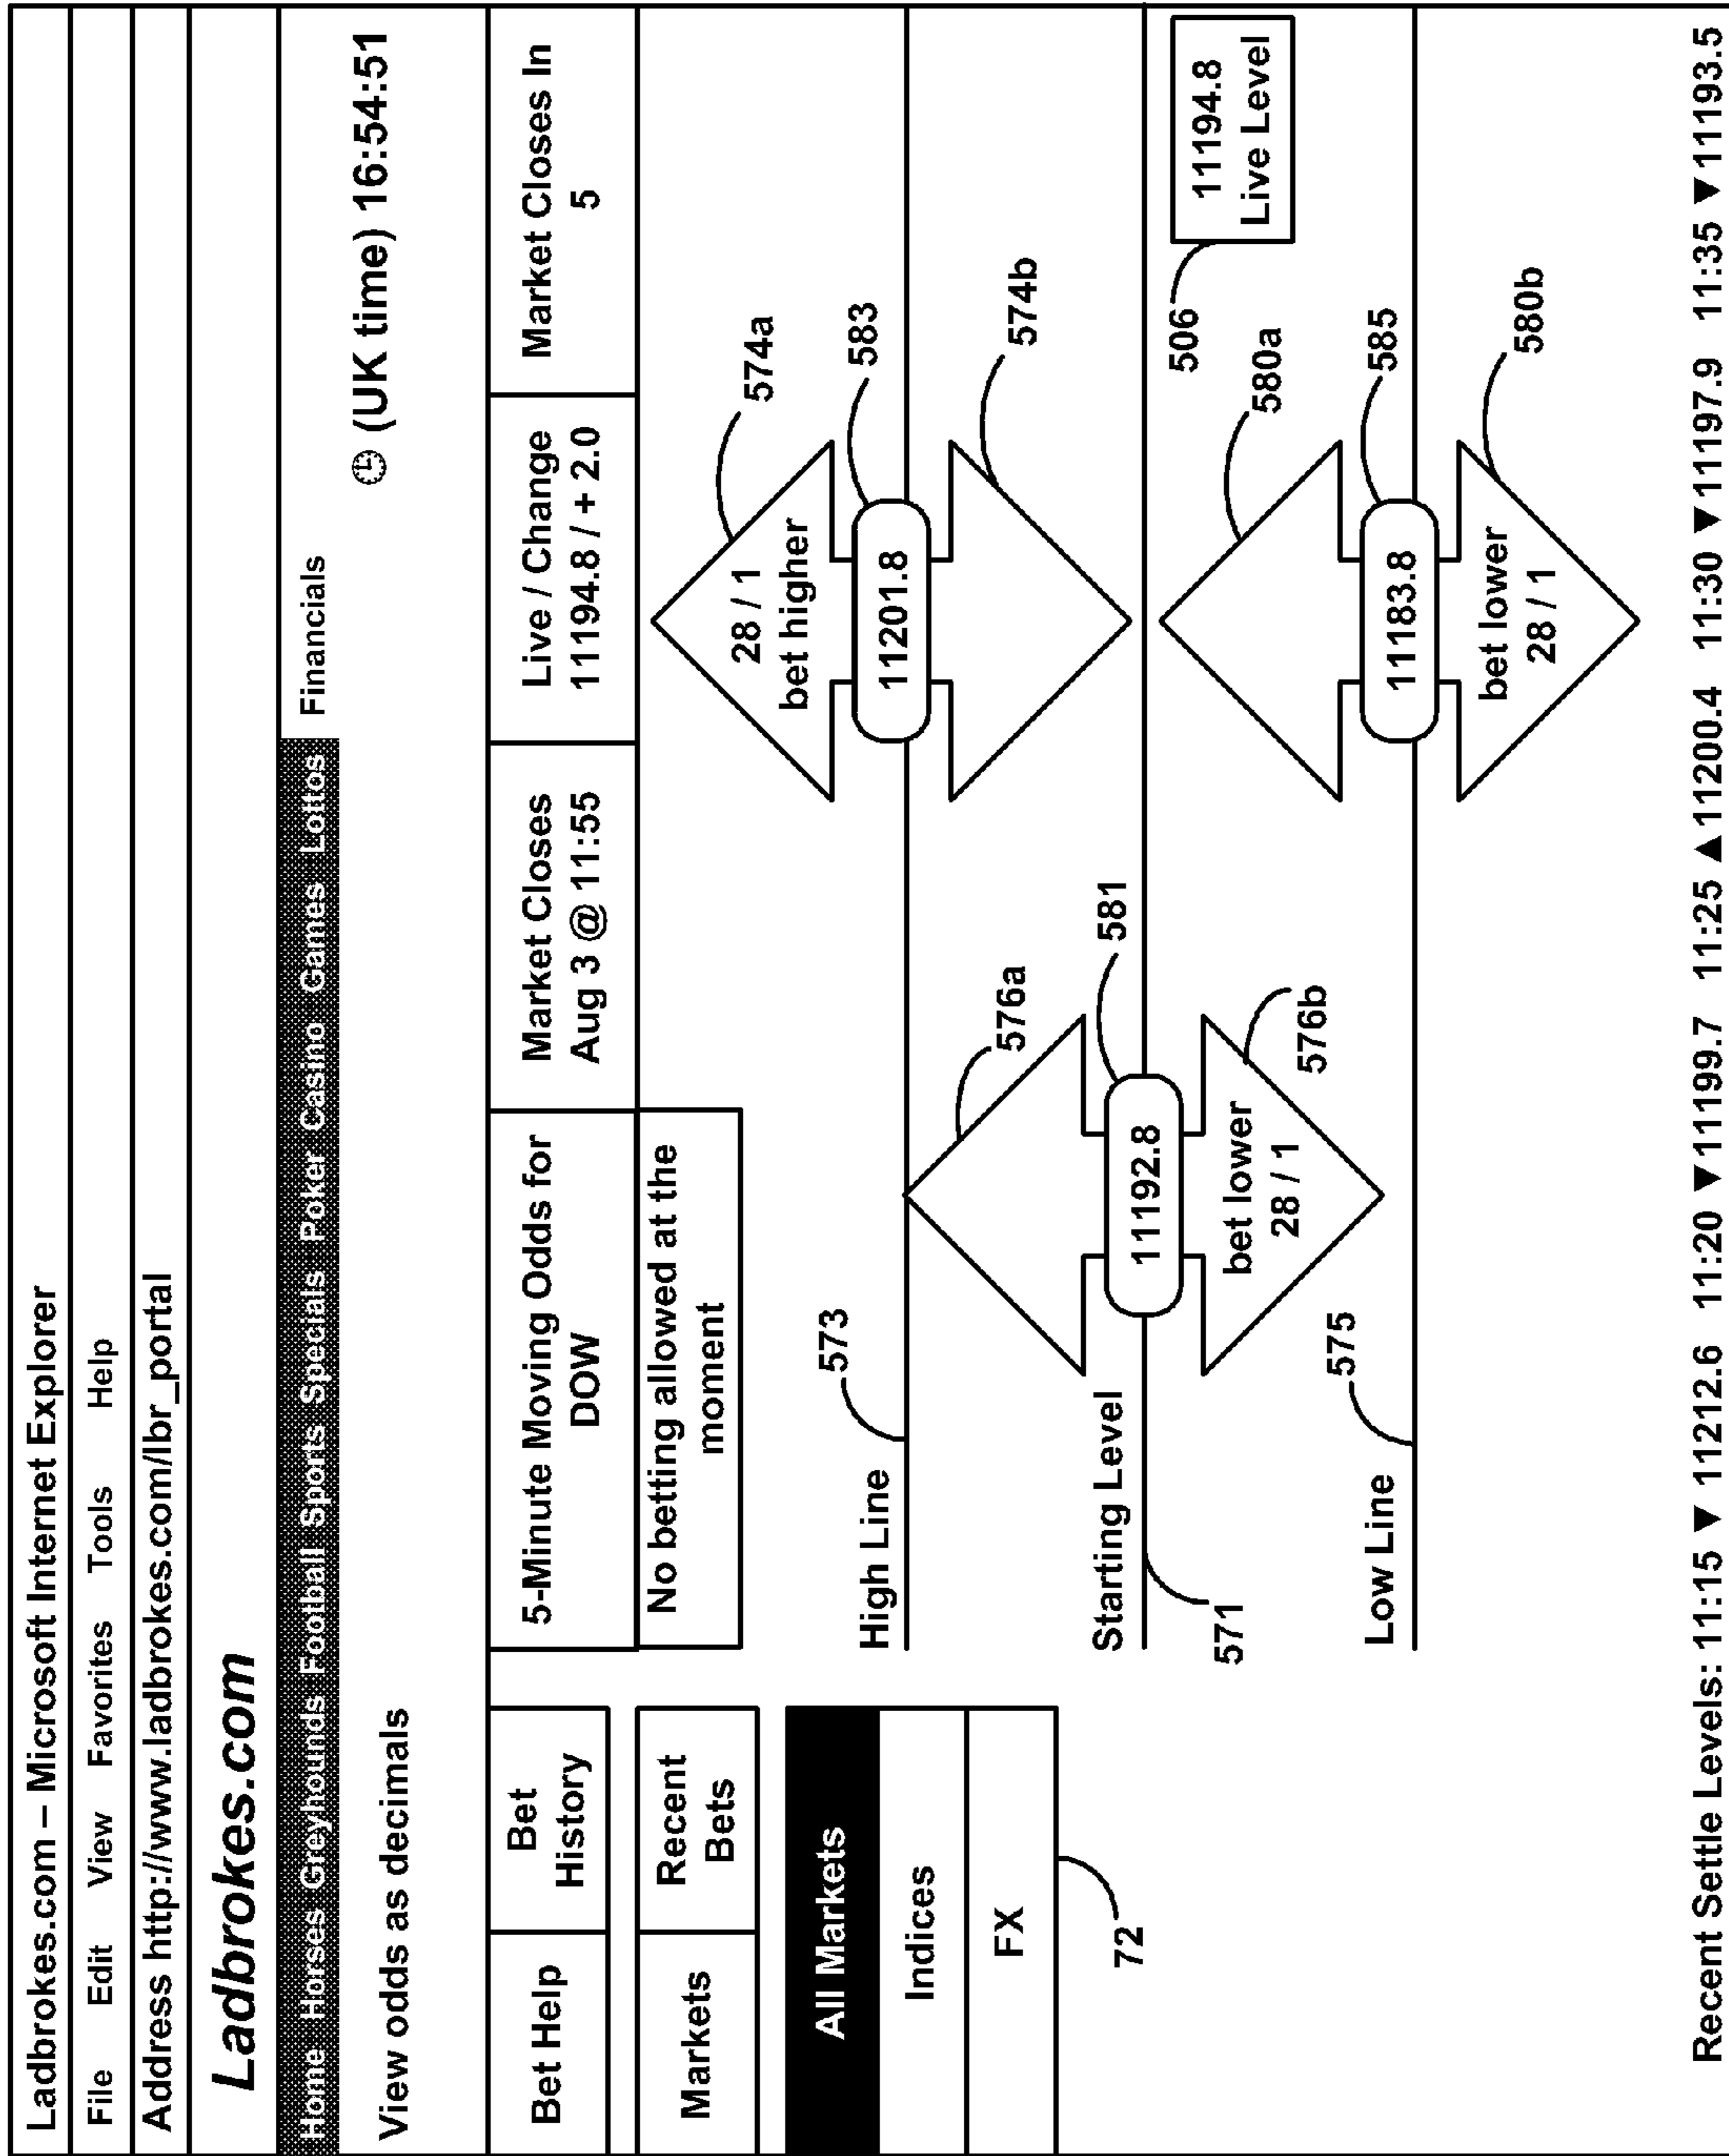 Ladbrokes.com – Microsoft Internet Explorer
File Edit View Favorites Tools Help
Address http://www.ladbrokes.com/lbr_portal
Ladbrokes.com
Home Horses Greyhounds Football Sports Specials Poker Casino Games Lottos Financials
View odds as decimals
(UK time) 16:54:51
Bet Help
Bet
History
Markets
Recent
Bets
All Markets
Indices
FX
72
5-Minute Moving Odds for
DOW
Market Closes
Aug 3 @ 11:55
Live / Change
11194.8 / + 2.0
Market Closes In
5
No betting allowed at the
moment
High Line
573
28 / 1
bet higher
574a
11201.8
583
574b
Starting Level
571
576a
11192.8
581
bet lower
28 / 1
576b
11194.8
Live Level
506
Low Line
575
580a
11183.8
585
bet lower
28 / 1
580b
Recent Settle Levels: 11:15 ▼ 11212.6 11:20 ▼11199.7 11:25 ▲11200.4 11:30 ▼11197.9 11:35 ▼11193.5